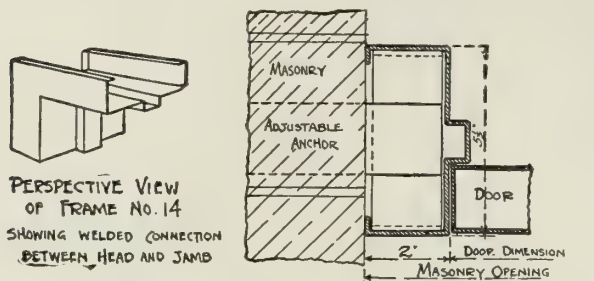 PERSPECTIVE VIEW
OF FRAME NO. 14
SHOWING WELDED CONNECTION
BETWEEN HEAD AND JAMB
MASONRY
ADJUSTABLE
ANCHOR
DOOR
2"
DOOR DIMENSION
MASONRY OPENING